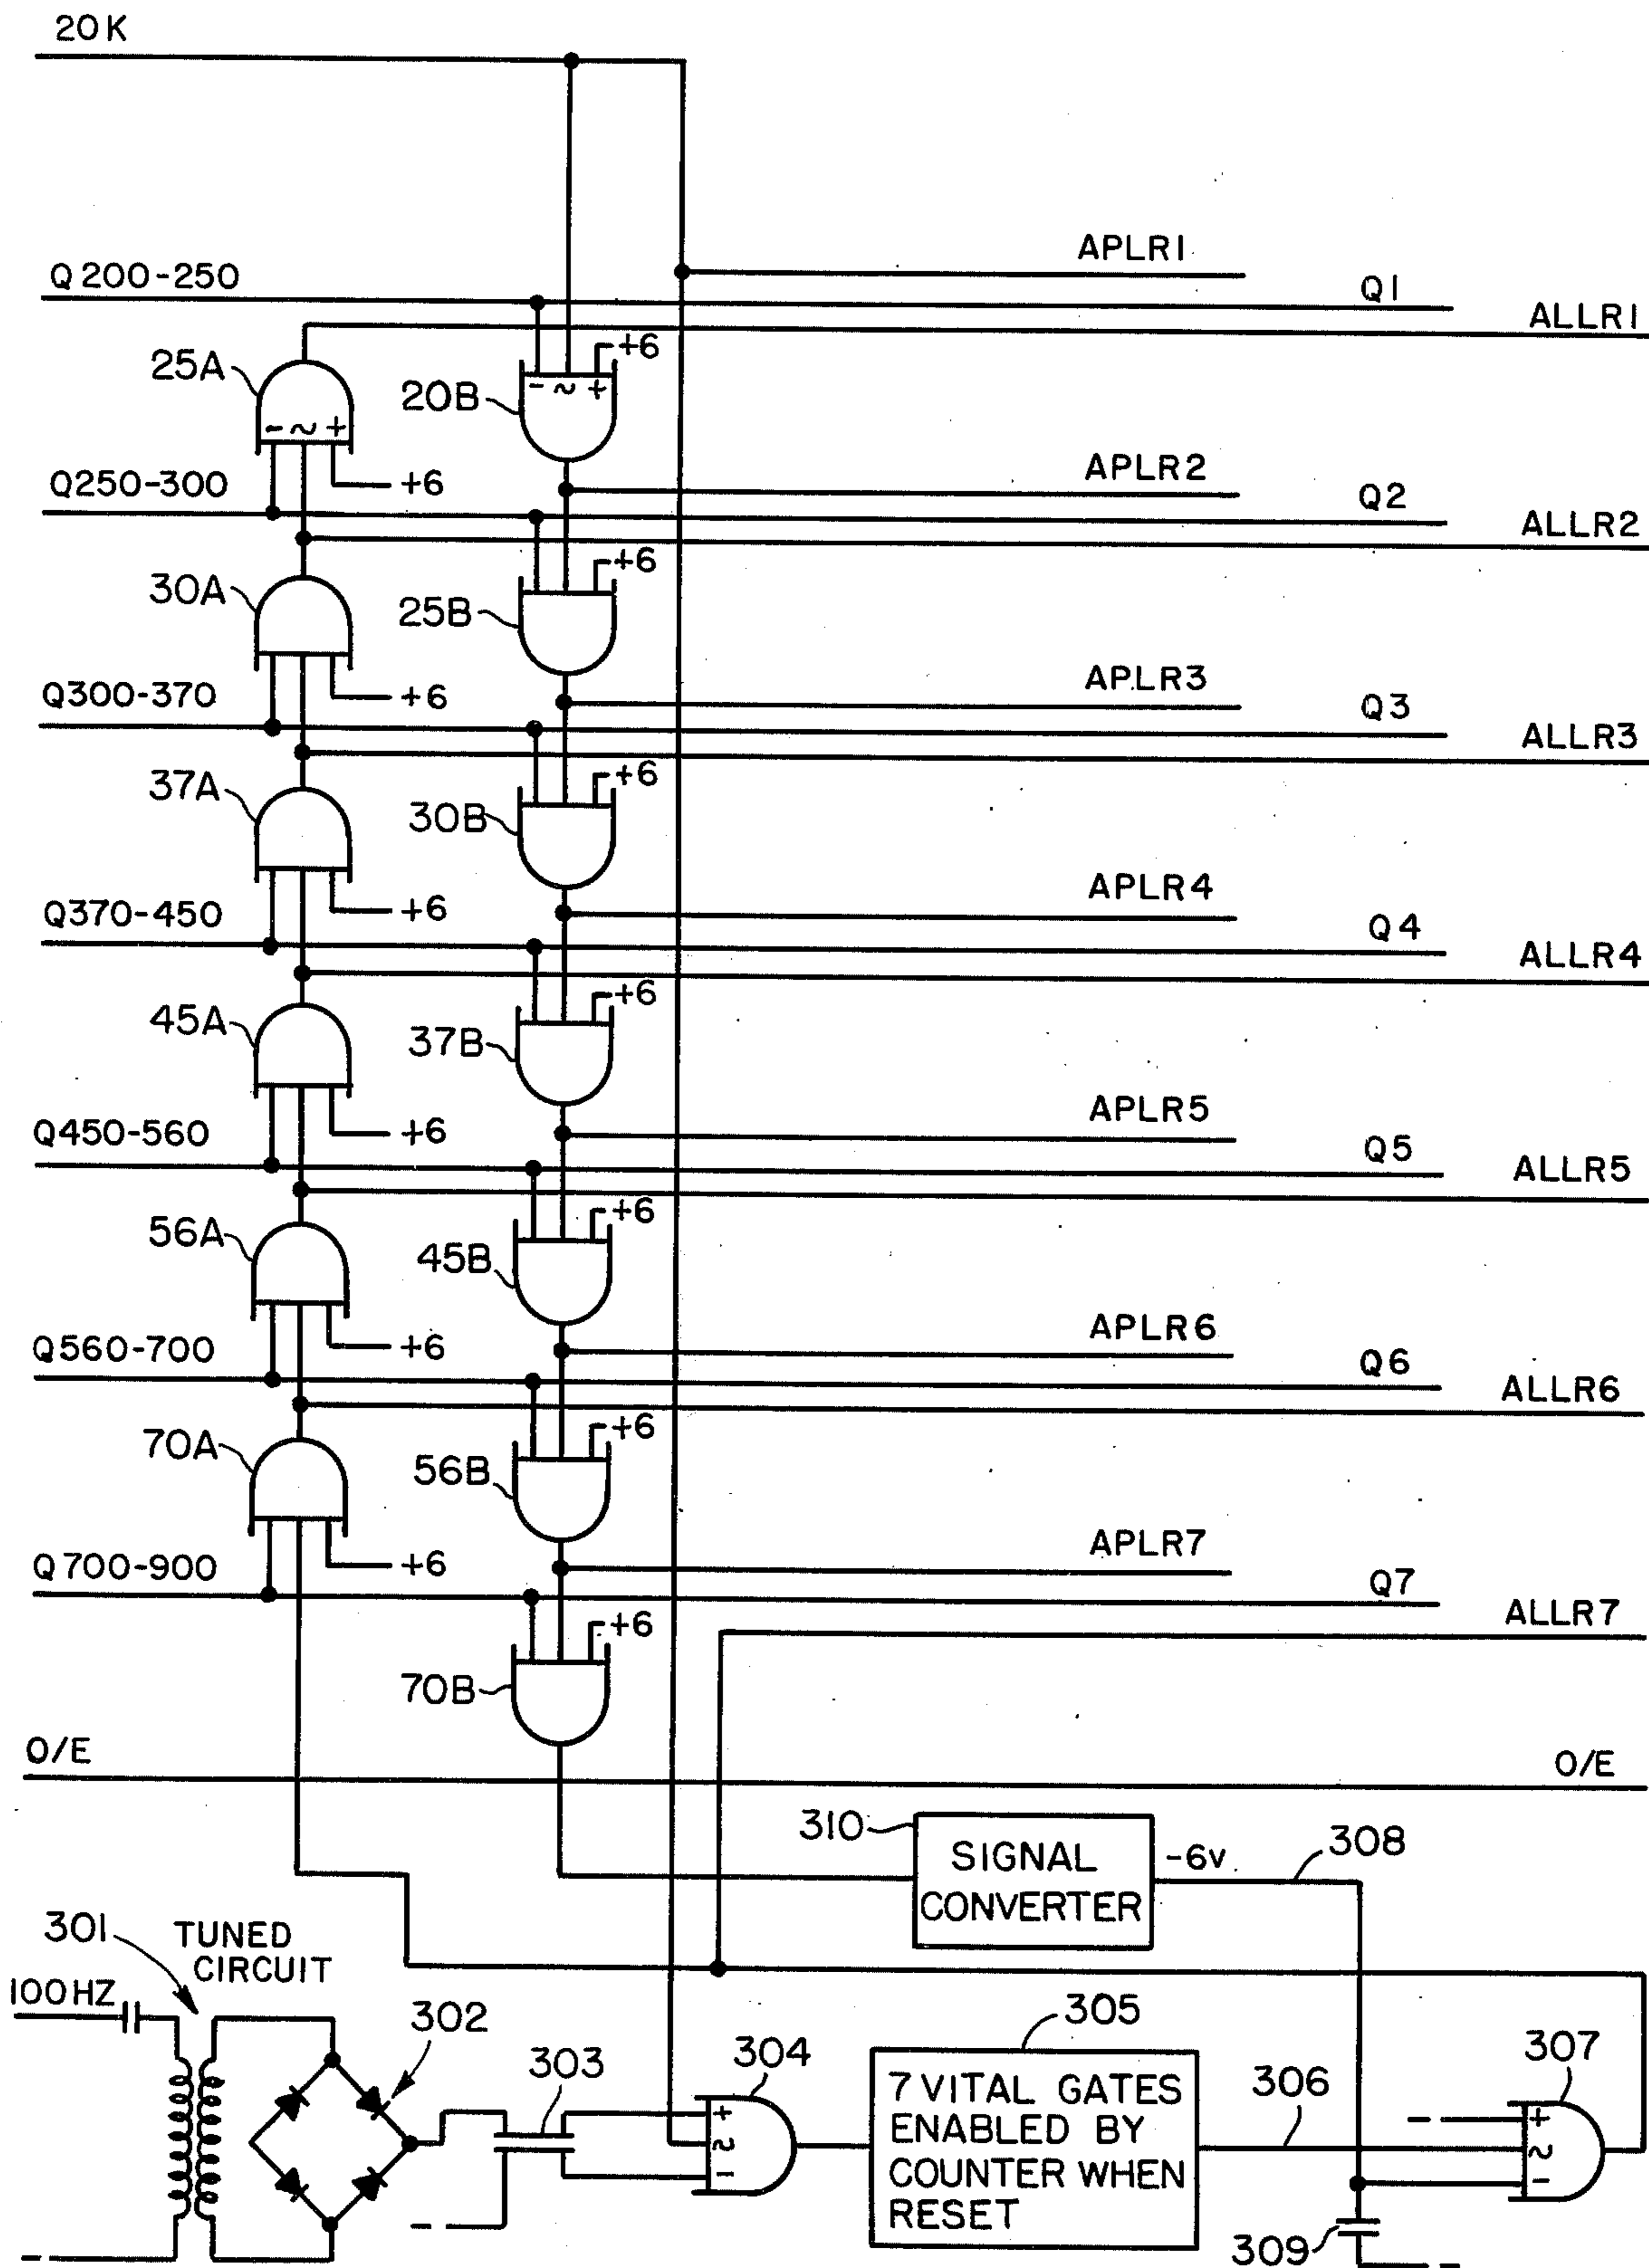 20K
APLR1
Q200-250
Q1
ALLR1
25A
- ~ +
+6
20B
- ~ +
+6
Q250-300
APLR2
Q2
ALLR2
30A
+6
25B
+6
Q300-370
APLR3
Q3
ALLR3
37A
+6
30B
+6
Q370-450
APLR4
Q4
ALLR4
45A
+6
37B
+6
Q450-560
APLR5
Q5
ALLR5
56A
+6
45B
+6
Q560-700
APLR6
Q6
ALLR6
70A
+6
56B
+6
Q700-900
APLR7
Q7
ALLR7
+6
70B
O/E
O/E
310
SIGNAL
CONVERTER
-6v
308
301
TUNED
CIRCUIT
100HZ
302
303
304
+
~
-
305
7 VITAL GATES
ENABLED BY
COUNTER WHEN
RESET
306
307
+
~
-
309